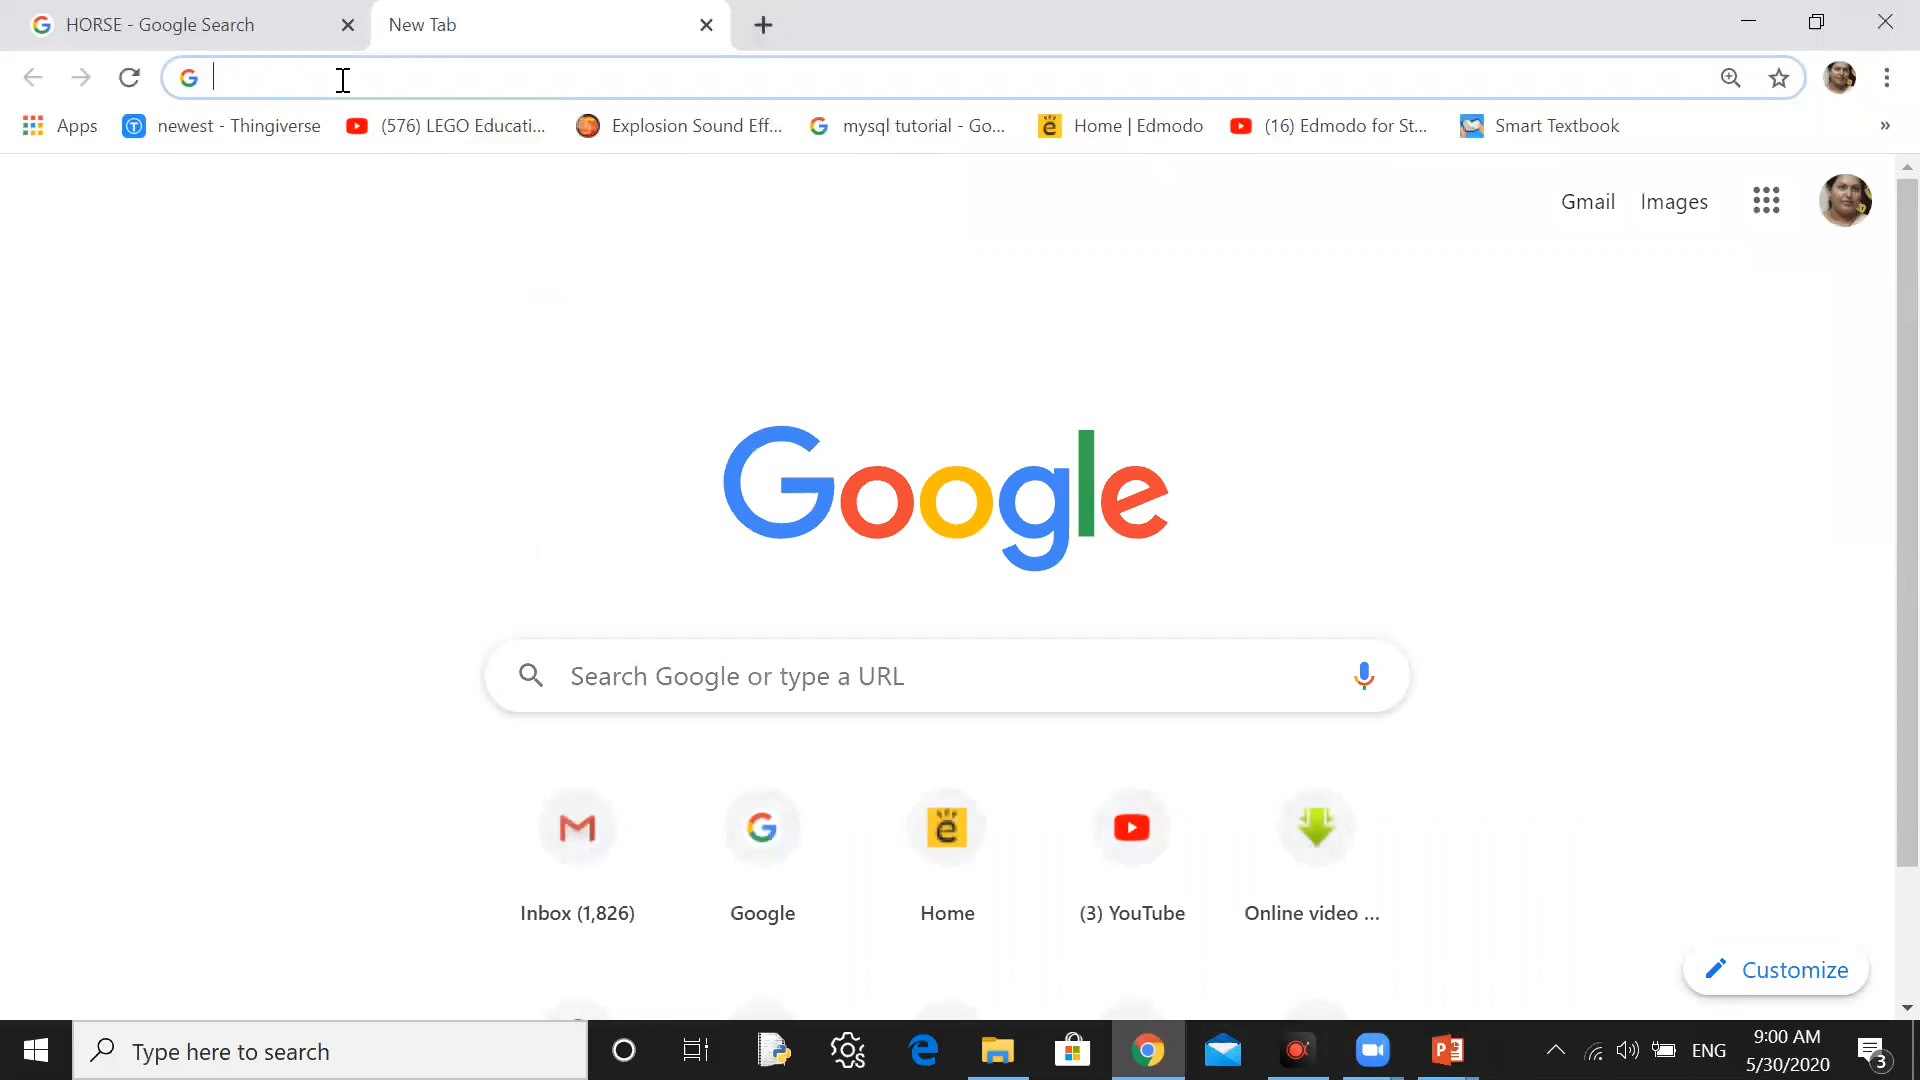 HORSE - Google Search
New Tab
Apps
newest - Thingiverse
(576) LEGO Educati...
Explosion Sound Eff...
mysql tutorial - Go...
Home | Edmodo
(16) Edmodo for St...
Smart Textbook
»
Gmail
Images
Google
Search Google or type a URL
Inbox (1,826)
Google
Home
(3) YouTube
Online video ...
Customize
Type here to search
ENG
9:00 AM
5/30/2020
3